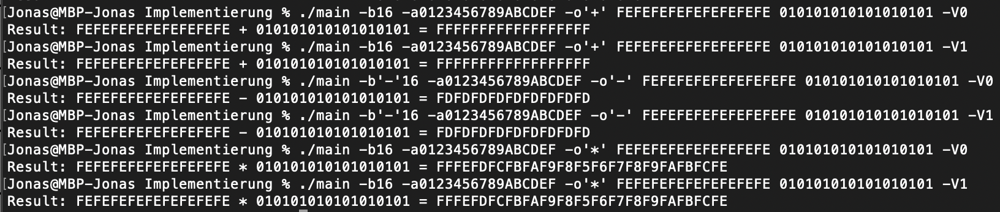 [Jonas@MBP-Jonas Implementierung % ./main -b16 -a0123456789ABCDEF -o'+' FEFEFEFEFEFEFEFEFE 010101010101010101 -V0
Result: FEFEFEFEFEFEFEFEFE + 010101010101010101 = FFFFFFFFFFFFFFFFFF
[Jonas@MBP-Jonas Implementierung % ./main -b16 -a0123456789ABCDEF -o'+' FEFEFEFEFEFEFEFEFE 010101010101010101 -V1
Result: FEFEFEFEFEFEFEFEFE + 010101010101010101 = FFFFFFFFFFFFFFFFFF
[Jonas@MBP-Jonas Implementierung % ./main -b'-'16 -a0123456789ABCDEF -o'-' FEFEFEFEFEFEFEFEFE 010101010101010101 -V0
Result: FEFEFEFEFEFEFEFEFE - 010101010101010101 = FDFDFDFDFDFDFDFDFD
[Jonas@MBP-Jonas Implementierung % ./main -b'-'16 -a0123456789ABCDEF -o'-' FEFEFEFEFEFEFEFEFE 010101010101010101 -V1
Result: FEFEFEFEFEFEFEFEFE - 010101010101010101 = FDFDFDFDFDFDFDFDFD
[Jonas@MBP-Jonas Implementierung % ./main -b16 -a0123456789ABCDEF -o'*' FEFEFEFEFEFEFEFEFE 010101010101010101 -V0
Result: FEFEFEFEFEFEFEFEFE * 010101010101010101 = FFFEFDFCFBFAF9F8F5F6F7F8F9FAFBFCFE
[Jonas@MBP-Jonas Implementierung % ./main -b16 -a0123456789ABCDEF -o'*' FEFEFEFEFEFEFEFEFE 010101010101010101 -V1
Result: FEFEFEFEFEFEFEFEFE * 010101010101010101 = FFFEFDFCFBFAF9F8F5F6F7F8F9FAFBFCFE